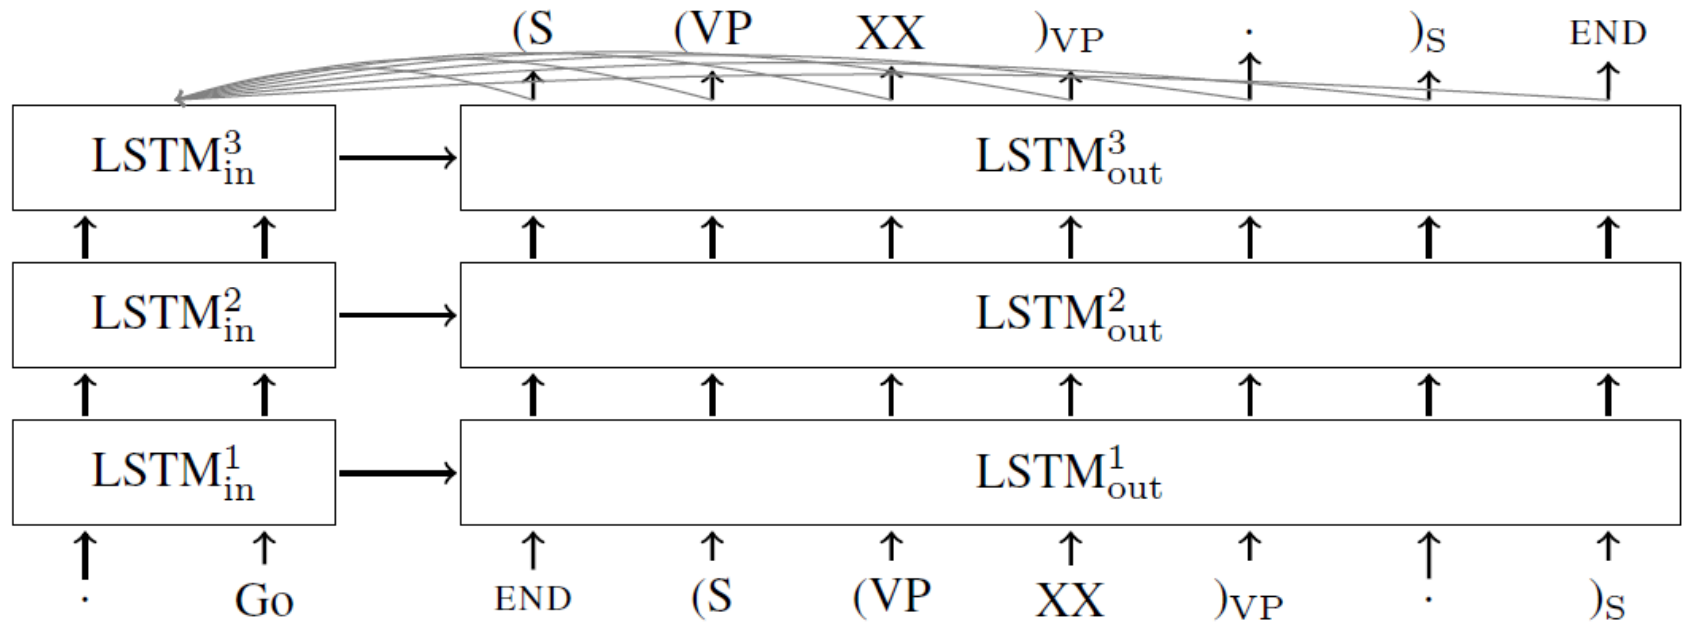 (S (VP XX )VP . )S END
LSTM³in LSTM³out
LSTM²in LSTM²out
LSTM¹in LSTM¹out
. Go END (S (VP XX )VP . )S